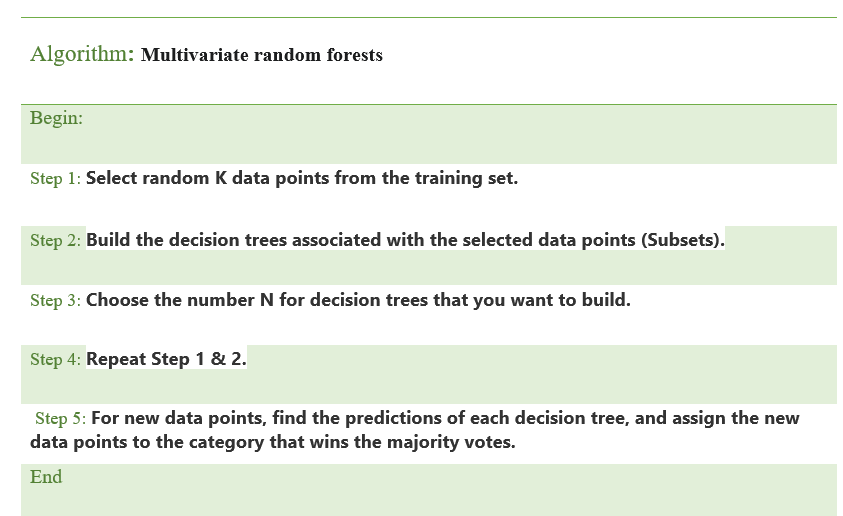 Algorithm: Multivariate random forests
Begin:
Step 1: Select random K data points from the training set.
Step 2: Build the decision trees associated with the selected data points (Subsets).
Step 3: Choose the number N for decision trees that you want to build.
Step 4: Repeat Step 1 & 2.
Step 5: For new data points, find the predictions of each decision tree, and assign the new
data points to the category that wins the majority votes.
End